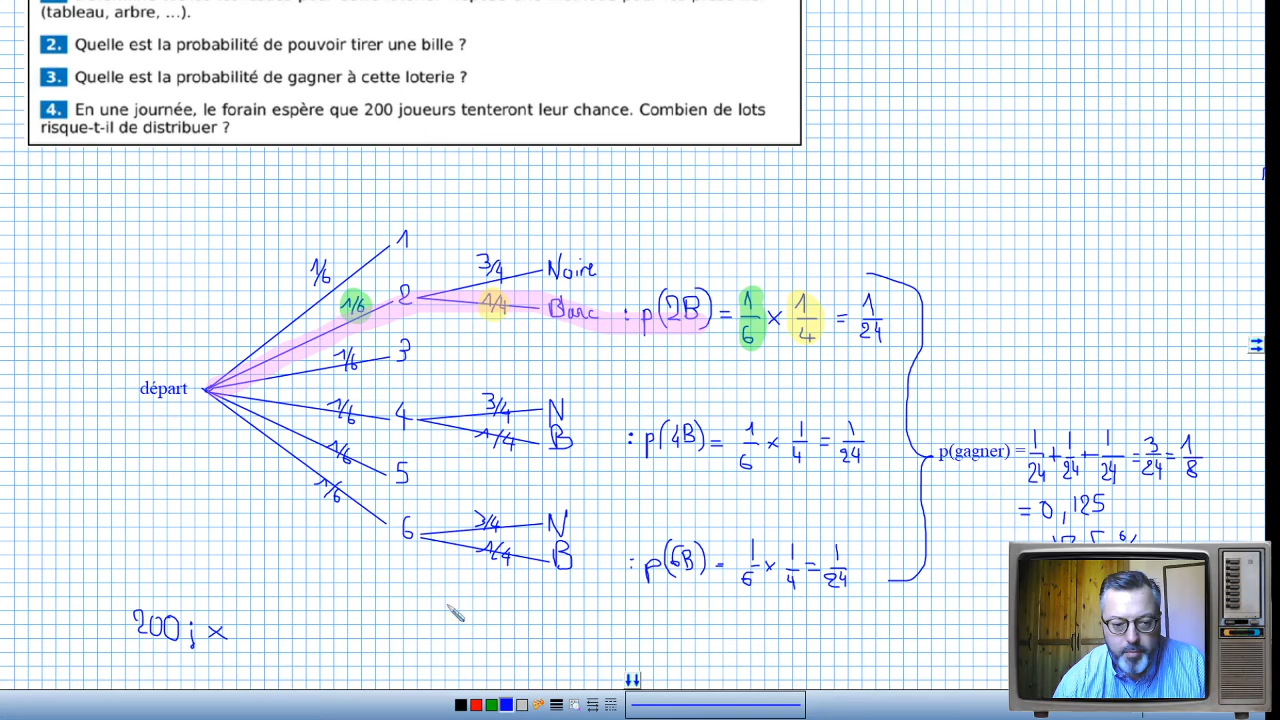 (tableau, arbre, ...).
2. Quelle est la probabilité de pouvoir tirer une bille ?
3. Quelle est la probabilité de gagner à cette loterie ?
4. En une journée, le forain espère que 200 joueurs tenteront leur chance. Combien de lots
risque-t-il de distribuer ?
1/6 1
3/4 Noire
1/6 2 1/4 Banc : p(2B) = 1/6 × 1/4 = 1/24
1/6 3
départ
1/6 4 3/4 N
1/4 B : p(4B) = 1/6 × 1/4 = 1/24
p(gagner) = 1/24 + 1/24 + 1/24 = 3/24 = 1/8
= 0,125
1/6 5
1/6 6 3/4 N
1/4 B : p(6B) = 1/6 × 1/4 = 1/24
200 j ×